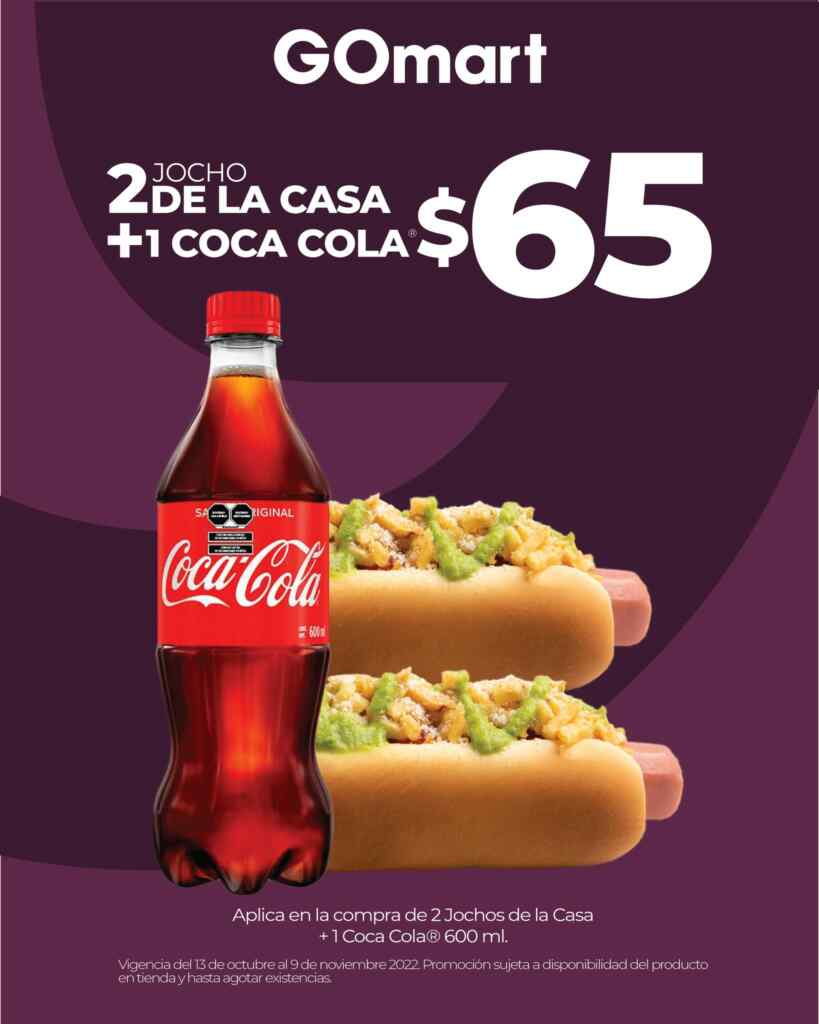 GOmart
2 JOCHO
DE LA CASA
+1 COCA COLA® $65
SA
RIGINAL
Coca-Cola
600 ml
Aplica en la compra de 2 Jochos de la Casa
+ 1 Coca Cola® 600 ml.
Vigencia del 13 de octubre al 9 de noviembre 2022. Promoción sujeta a disponibilidad del producto
en tienda y hasta agotar existencias.